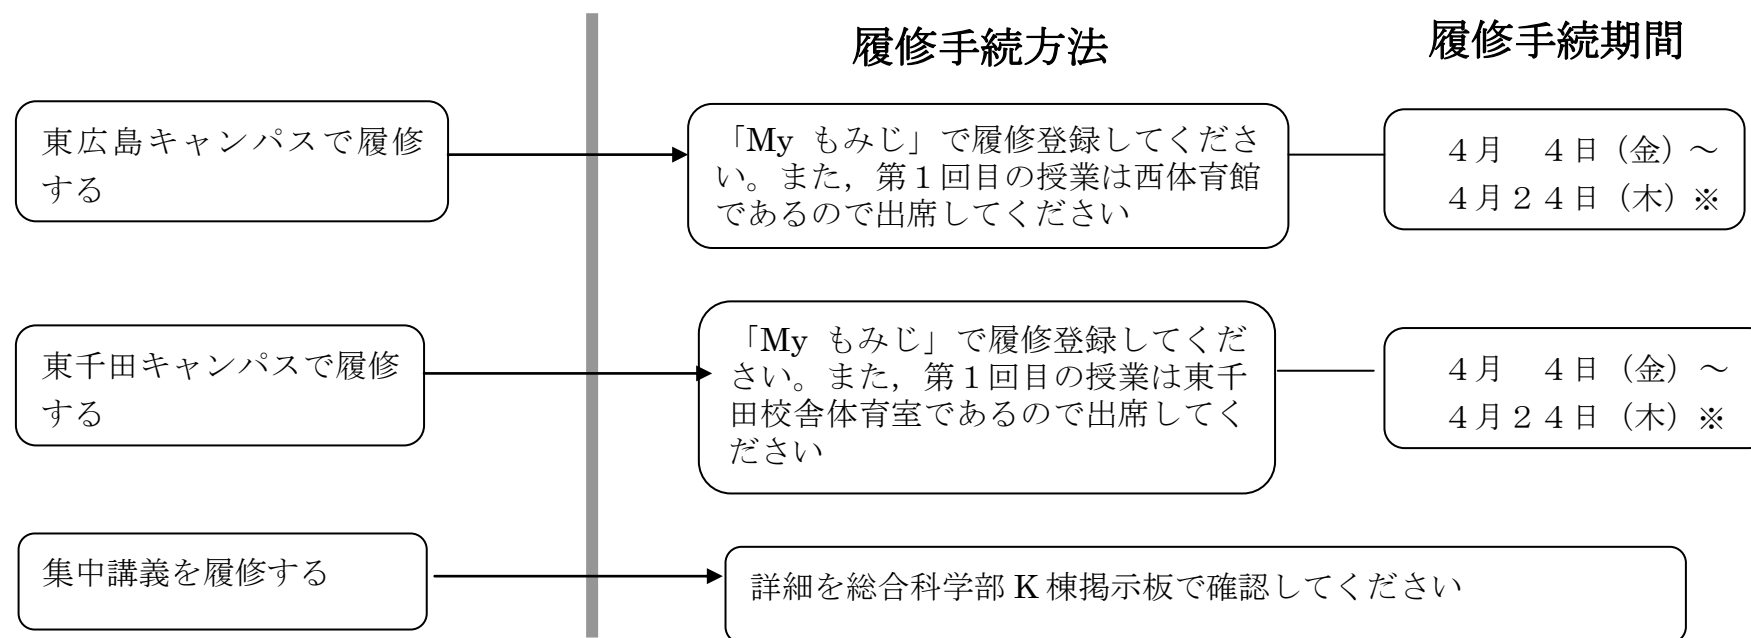 履修手続方法
履修手続期間
東広島キャンパスで履修
する
「My もみじ」で履修登録してくださ
い。また，第１回目の授業は西体育館
であるので出席してください
４月　４日（金）～
４月２４日（木）※
東千田キャンパスで履修
する
「My もみじ」で履修登録してくだ
さい。また，第１回目の授業は東千
田校舎体育室であるので出席してく
ださい
４月　４日（金）～
４月２４日（木）※
集中講義を履修する
詳細を総合科学部 K 棟掲示板で確認してください